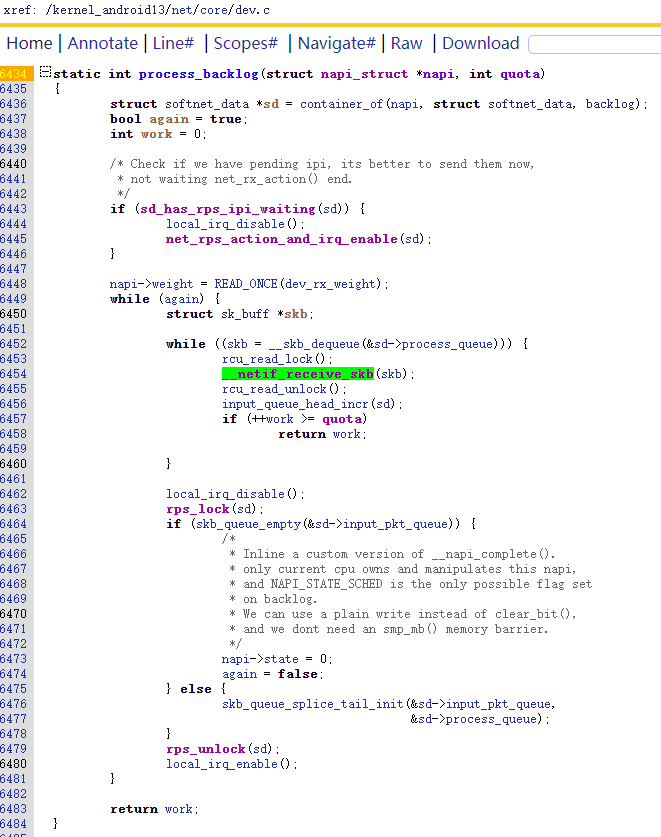 xref: /kernel_android13/net/core/dev.c
Home | Annotate | Line# | Scopes# | Navigate# | Raw | Download
6434 static int process_backlog(struct napi_struct *napi, int quota)
6435 {
6436 struct softnet_data *sd = container_of(napi, struct softnet_data, backlog);
6437 bool again = true;
6438 int work = 0;
6439
6440 /* Check if we have pending ipi, its better to send them now,
6441 * not waiting net_rx_action() end.
6442 */
6443 if (sd_has_rps_ipi_waiting(sd)) {
6444 local_irq_disable();
6445 net_rps_action_and_irq_enable(sd);
6446 }
6447
6448 napi->weight = READ_ONCE(dev_rx_weight);
6449 while (again) {
6450 struct sk_buff *skb;
6451
6452 while ((skb = __skb_dequeue(&sd->process_queue))) {
6453 rcu_read_lock();
6454 __netif_receive_skb(skb);
6455 rcu_read_unlock();
6456 input_queue_head_incr(sd);
6457 if (++work >= quota)
6458 return work;
6459
6460 }
6461
6462 local_irq_disable();
6463 rps_lock(sd);
6464 if (skb_queue_empty(&sd->input_pkt_queue)) {
6465 /*
6466 * Inline a custom version of __napi_complete().
6467 * only current cpu owns and manipulates this napi,
6468 * and NAPI_STATE_SCHED is the only possible flag set
6469 * on backlog.
6470 * We can use a plain write instead of clear_bit(),
6471 * and we dont need an smp_mb() memory barrier.
6472 */
6473 napi->state = 0;
6474 again = false;
6475 } else {
6476 skb_queue_splice_tail_init(&sd->input_pkt_queue,
6477 &sd->process_queue);
6478 }
6479 rps_unlock(sd);
6480 local_irq_enable();
6481 }
6482
6483 return work;
6484 }